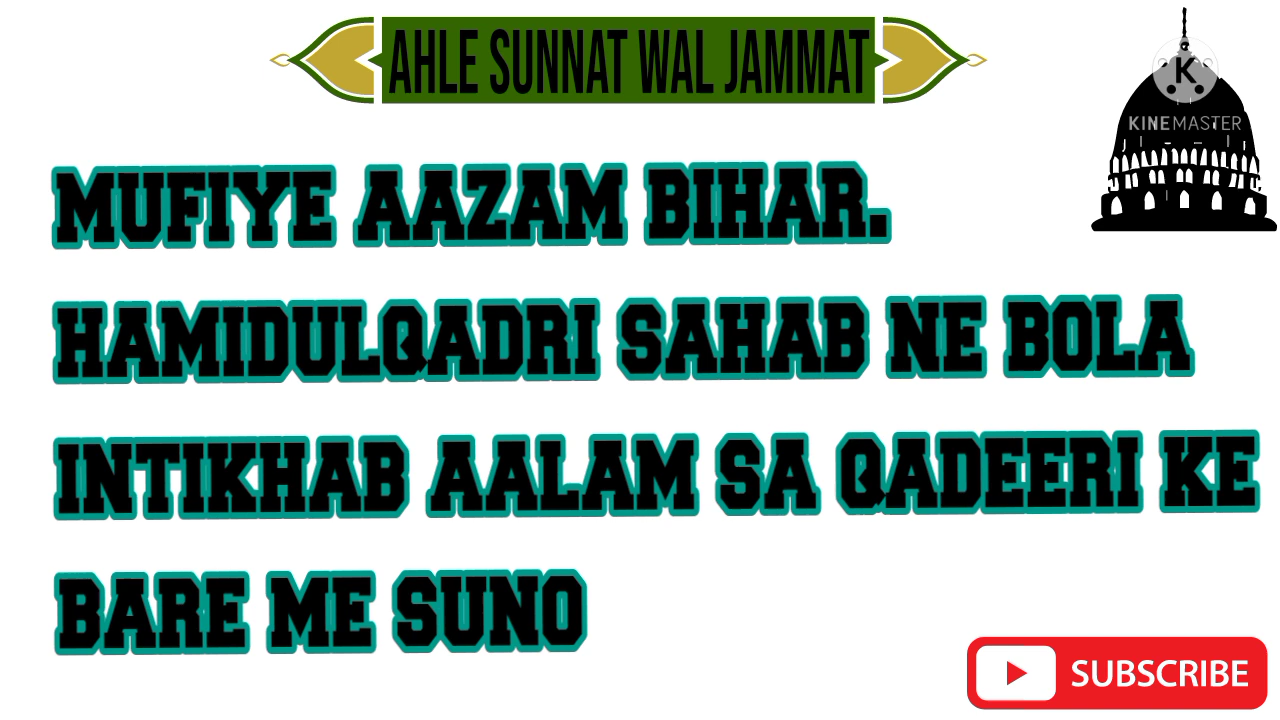 AHLE SUNNAT WAL JAMMAT
KINEMASTER
MUFIYE AAZAM BIHAR.
HAMIDULQADRI SAHAB NE BOLA
INTIKHAB AALAM SA QADEERI KE
BARE ME SUNO
SUBSCRIBE